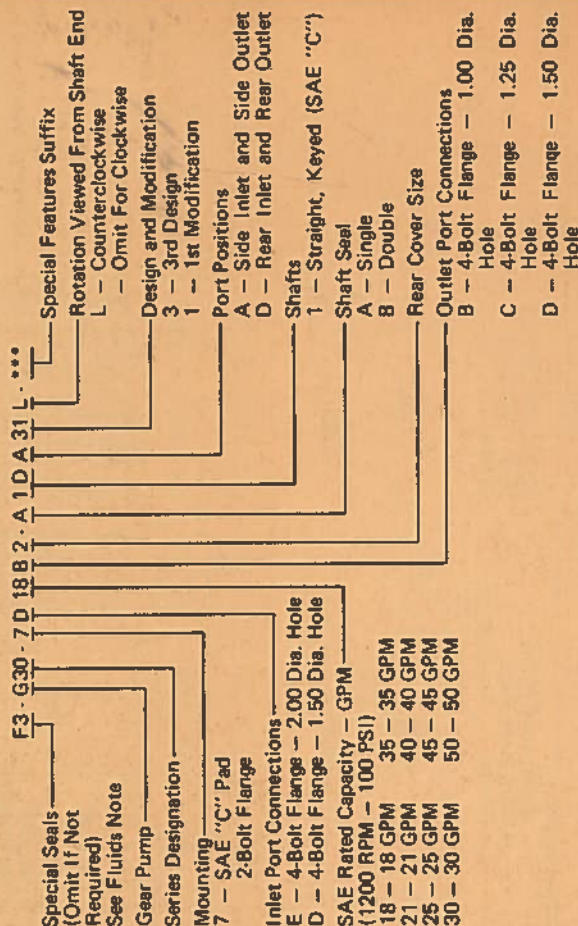 F3 - G30 - 7 D 18 B 2 - A 1 D A 31 L - ***
Special Seals
(Omit If Not
Required)
See Fluids Note
Gear Pump
Series Designation
Mounting
7 – SAE "C" Pad
2-Bolt Flange
Inlet Port Connections
E – 4-Bolt Flange – 2.00 Dia. Hole
D – 4-Bolt Flange – 1.50 Dia. Hole
SAE Rated Capacity – GPM
(1200 RPM – 100 PSI)
18 – 18 GPM 35 – 35 GPM
21 – 21 GPM 40 – 40 GPM
25 – 25 GPM 45 – 45 GPM
30 – 30 GPM 50 – 50 GPM
Special Features Suffix
Rotation Viewed From Shaft End
L – Counterclockwise
– Omit For Clockwise
Design and Modification
3 – 3rd Design
1 – 1st Modification
Port Positions
A – Side Inlet and Side Outlet
D – Rear Inlet and Rear Outlet
Shafts
1 – Straight, Keyed (SAE "C")
Shaft Seal
A – Single
B – Double
Rear Cover Size
Outlet Port Connections
B – 4-Bolt Flange – 1.00 Dia.
Hole
C – 4-Bolt Flange – 1.25 Dia.
Hole
D – 4-Bolt Flange – 1.50 Dia.
Hole